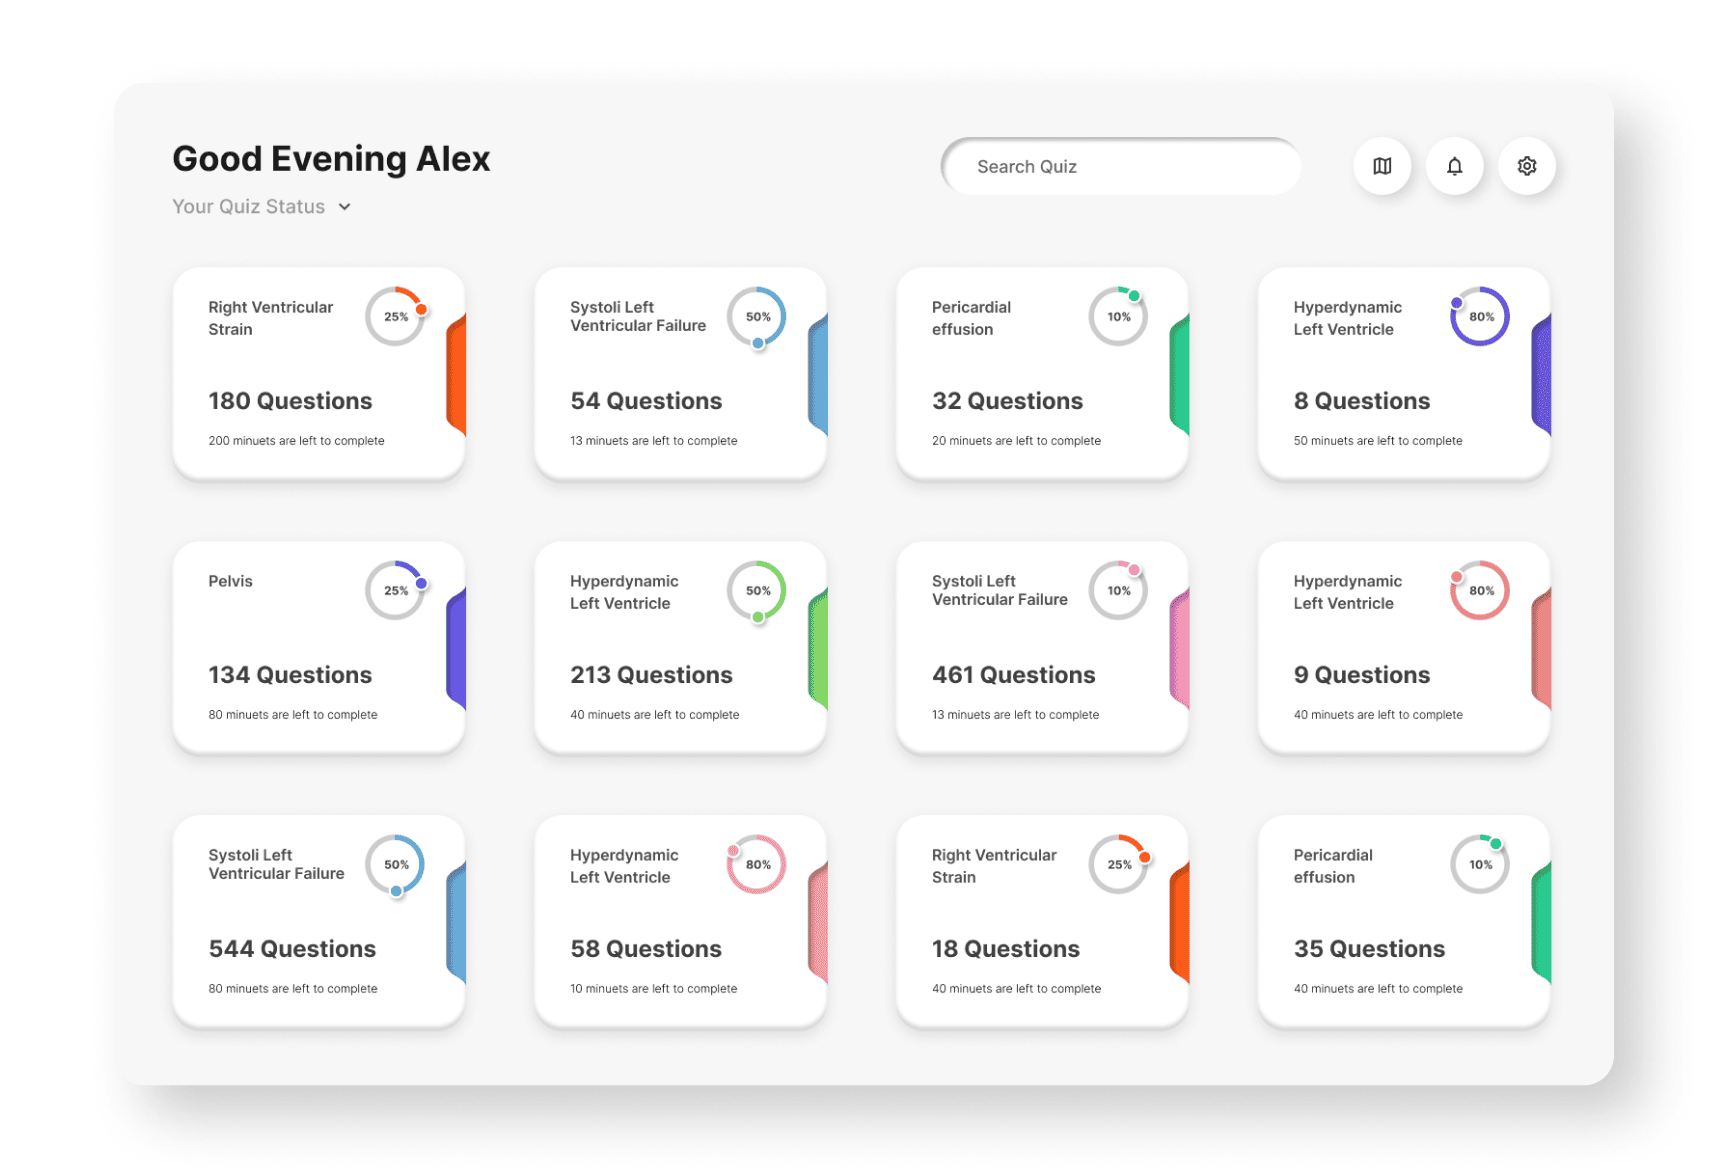 Good Evening Alex
Search Quiz
Your Quiz Status
Right Ventricular
Strain
25%
180 Questions
200 minuets are left to complete
Systoli Left
Ventricular Failure
50%
54 Questions
13 minuets are left to complete
Pericardial
effusion
10%
32 Questions
20 minuets are left to complete
Hyperdynamic
Left Ventricle
80%
8 Questions
50 minuets are left to complete
Pelvis
25%
134 Questions
80 minuets are left to complete
Hyperdynamic
Left Ventricle
50%
213 Questions
40 minuets are left to complete
Systoli Left
Ventricular Failure
10%
461 Questions
13 minuets are left to complete
Hyperdynamic
Left Ventricle
80%
9 Questions
40 minuets are left to complete
Systoli Left
Ventricular Failure
50%
544 Questions
80 minuets are left to complete
Hyperdynamic
Left Ventricle
80%
58 Questions
10 minuets are left to complete
Right Ventricular
Strain
25%
18 Questions
40 minuets are left to complete
Pericardial
effusion
10%
35 Questions
40 minuets are left to complete